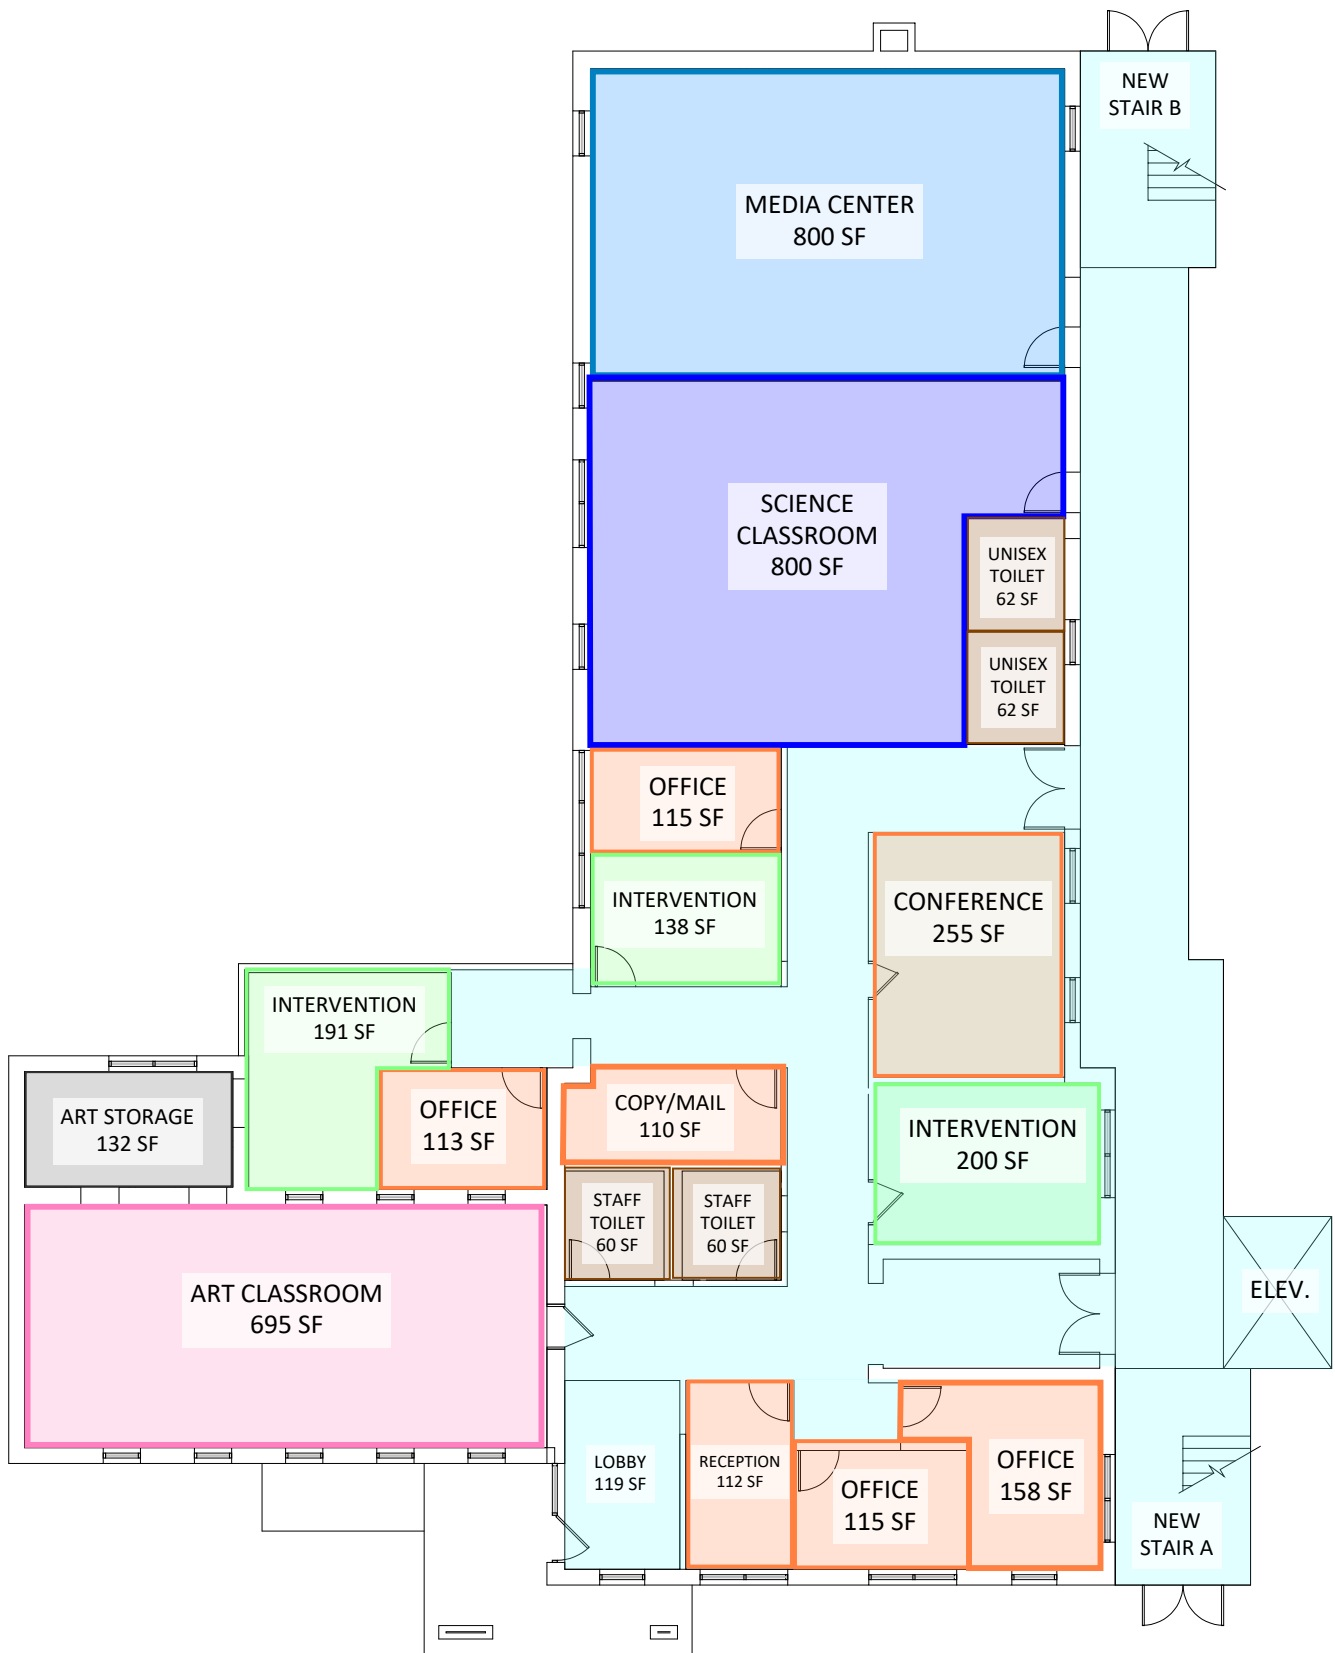 NEW
STAIR B
MEDIA CENTER
800 SF
SCIENCE
CLASSROOM
800 SF
UNISEX
TOILET
62 SF
UNISEX
TOILET
62 SF
OFFICE
115 SF
INTERVENTION
138 SF
CONFERENCE
255 SF
INTERVENTION
191 SF
ART STORAGE
132 SF
OFFICE
113 SF
COPY/MAIL
110 SF
INTERVENTION
200 SF
STAFF
TOILET
60 SF
STAFF
TOILET
60 SF
ART CLASSROOM
695 SF
ELEV.
LOBBY
119 SF
RECEPTION
112 SF
OFFICE
115 SF
OFFICE
158 SF
NEW
STAIR A